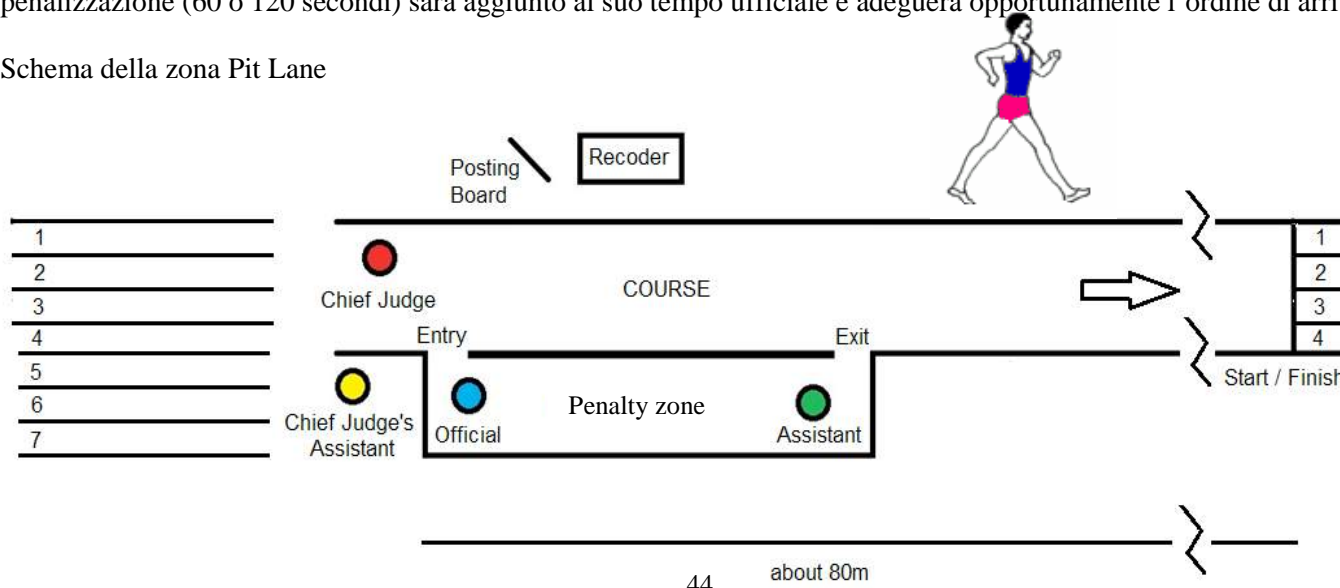 penalizzazione (60 o 120 secondi) sarà aggiunto al suo tempo ufficiale e adeguerà opportunamente l'ordine di arri
Schema della zona Pit Lane
Posting
Board
Recoder
1
2
3
4
5
6
7
Chief Judge
COURSE
Entry
Exit
1
2
3
4
Start / Finish
Chief Judge's
Assistant
Official
Penalty zone
Assistant
about 80m
44